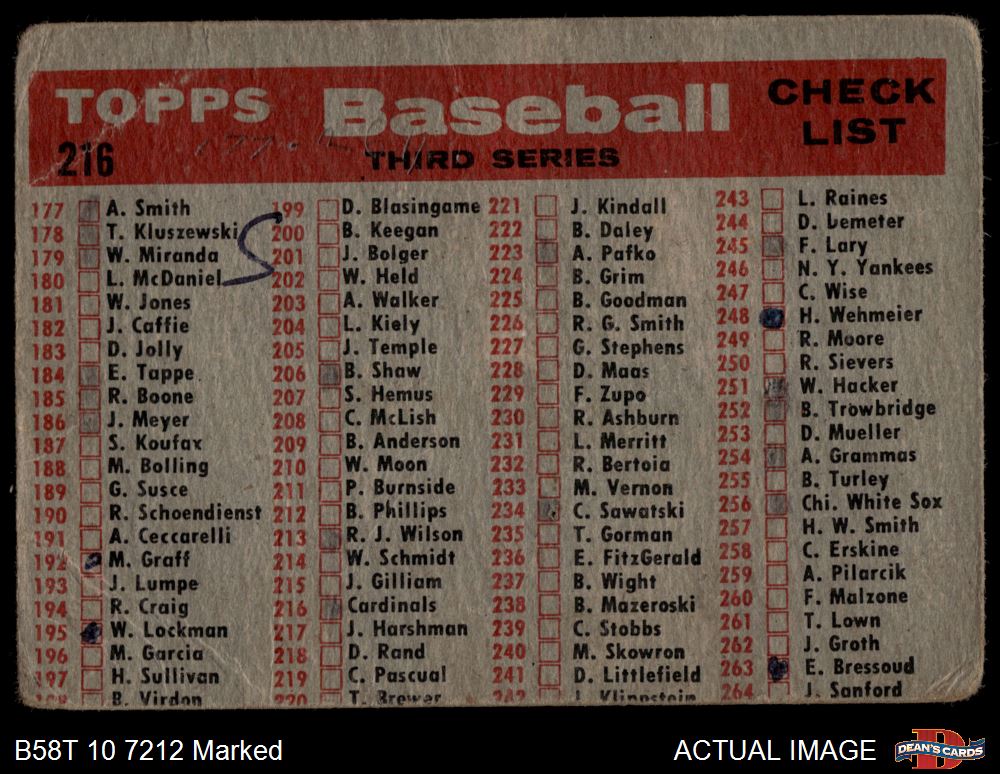 TOPPS Baseball CHECK LIST
216 THIRD SERIES
177 A. Smith
178 T. Kluszewski
179 W. Miranda
180 L. McDaniel
181 W. Jones
182 J. Caffie
183 D. Jolly
184 E. Tappe
185 R. Boone
186 J. Meyer
187 S. Koufax
188 M. Bolling
189 G. Susce
190 R. Schoendienst
191 A. Ceccarelli
192 M. Graff
193 J. Lumpe
194 R. Craig
195 W. Lockman
196 M. Garcia
197 H. Sullivan
198 B. Virdon
199 D. Blasingame
200 B. Keegan
201 J. Bolger
202 W. Held
203 A. Walker
204 L. Kiely
205 J. Temple
206 B. Shaw
207 S. Hemus
208 C. McLish
209 B. Anderson
210 W. Moon
211 P. Burnside
212 B. Phillips
213 R. J. Wilson
214 W. Schmidt
215 J. Gilliam
216 Cardinals
217 J. Harshman
218 D. Rand
219 C. Pascual
220 T. Brewer
221 J. Kindall
222 B. Daley
223 A. Pafko
224 B. Grim
225 B. Goodman
226 R. G. Smith
227 G. Stephens
228 D. Maas
229 F. Zupo
230 R. Ashburn
231 L. Merritt
232 R. Bertoia
233 M. Vernon
234 C. Sawatski
235 T. Gorman
236 E. FitzGerald
237 B. Wight
238 B. Mazeroski
239 C. Stobbs
240 M. Skowron
241 D. Littlefield
242 J. Klippstein
243 L. Raines
244 D. Demeter
245 F. Lary
246 N. Y. Yankees
247 C. Wise
248 H. Wehmeier
249 R. Moore
250 R. Sievers
251 W. Hacker
252 B. Trowbridge
253 D. Mueller
254 A. Grammas
255 B. Turley
256 Chi. White Sox
257 H. W. Smith
258 C. Erskine
259 A. Pilarcik
260 F. Malzone
261 T. Lown
262 J. Groth
263 E. Bressoud
264 J. Sanford
B58T 10 7212 Marked
ACTUAL IMAGE
DEAN'S CARDS